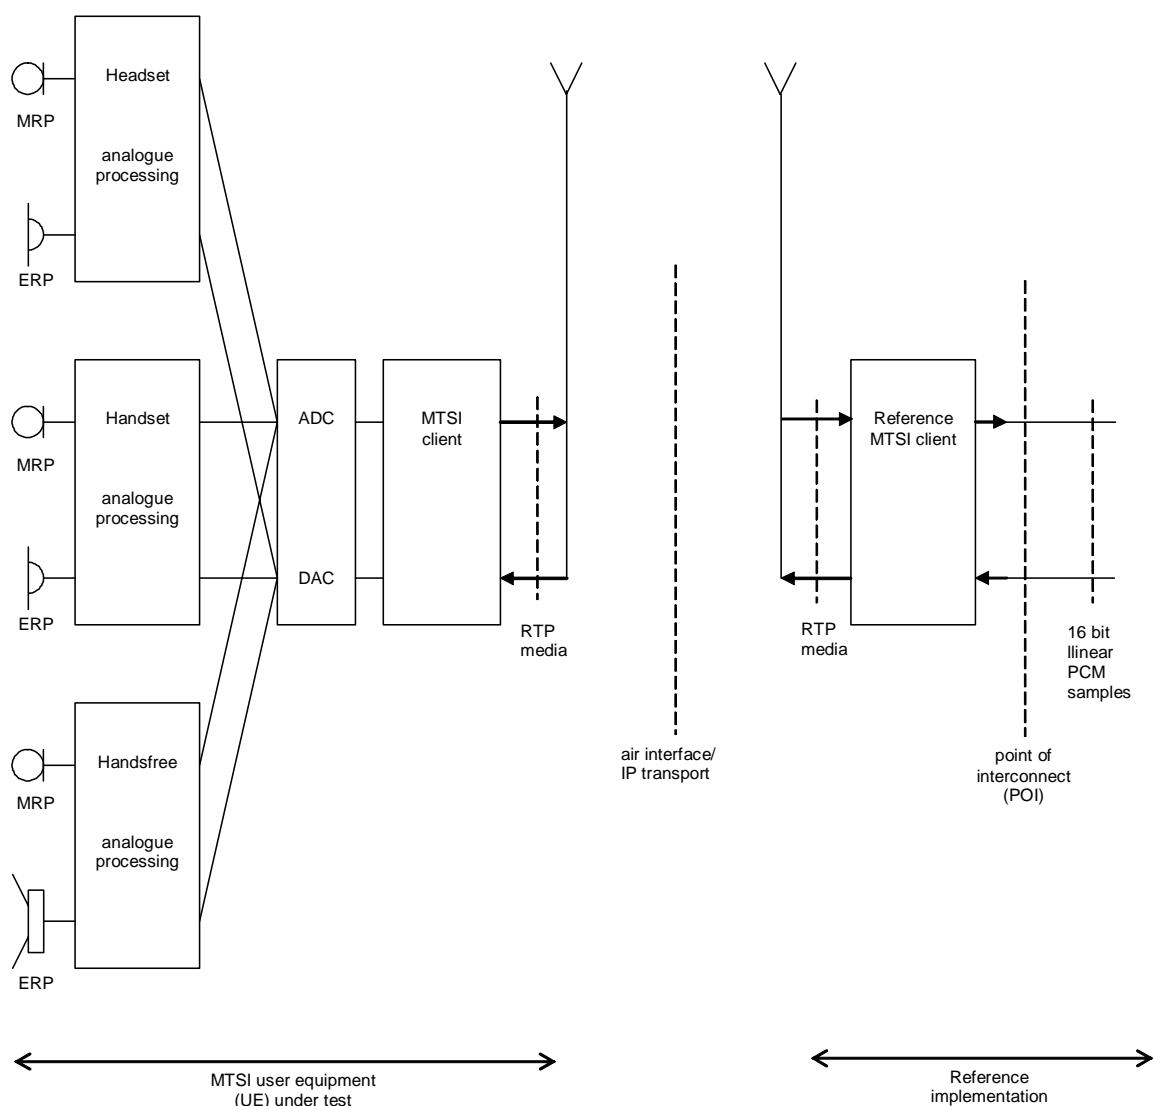 Headset
MRP
analogue
processing
ERP
Handset
MRP
analogue
processing
ERP
ADC
DAC
MTSI
client
RTP
media
Handsfree
MRP
analogue
processing
ERP
air interface/
IP transport
Reference
MTSI client
RTP
media
16 bit
llinear
PCM
samples
point of
interconnect
(POI)
MTSI user equipment
(UE) under test
Reference
implementation